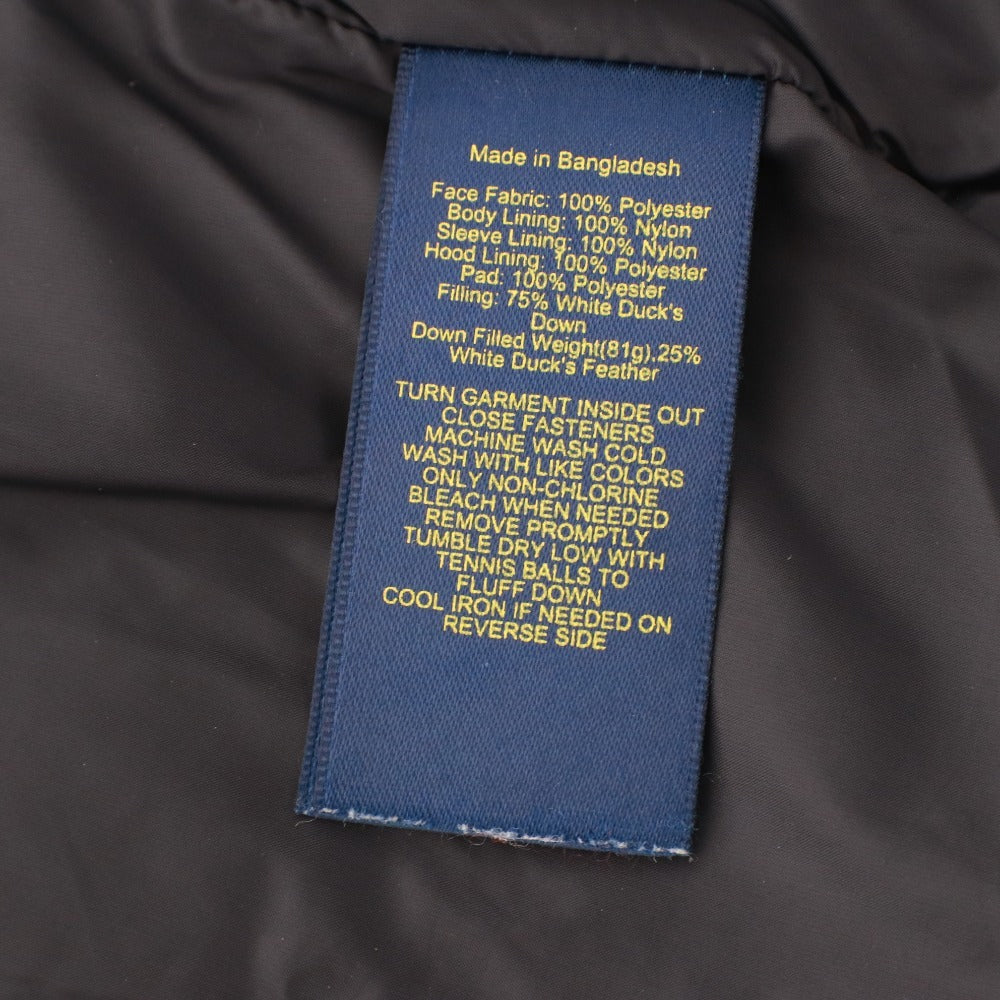 Made in Bangladesh
Face Fabric: 100% Polyester
Body Lining: 100% Nylon
Sleeve Lining: 100% Nylon
Hood Lining: 100% Polyester
Pad: 100% Polyester
Filling: 75% White Duck's
Down
Down Filled Weight(81g).25%
White Duck's Feather
TURN GARMENT INSIDE OUT
CLOSE FASTENERS
MACHINE WASH COLD
WASH WITH LIKE COLORS
ONLY NON-CHLORINE
BLEACH WHEN NEEDED
REMOVE PROMPTLY
TUMBLE DRY LOW WITH
TENNIS BALLS TO
FLUFF DOWN
COOL IRON IF NEEDED ON
REVERSE SIDE